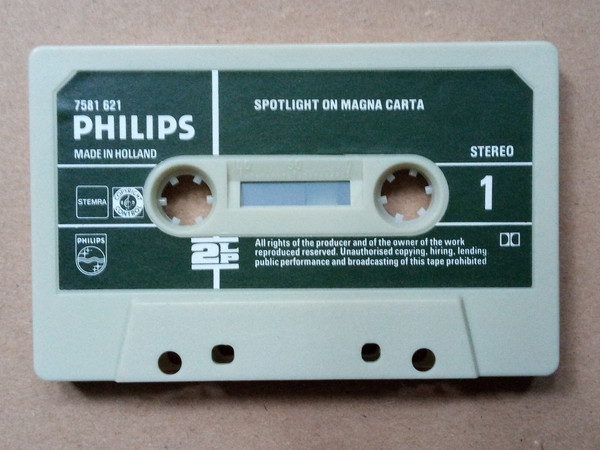 7581 621
PHILIPS
MADE IN HOLLAND
SPOTLIGHT ON MAGNA CARTA
STEREO
1
STEMRA
PHILIPS
2LP
All rights of the producer and of the owner of the work
reproduced reserved. Unauthorised copying, hiring, lending
public performance and broadcasting of this tape prohibited